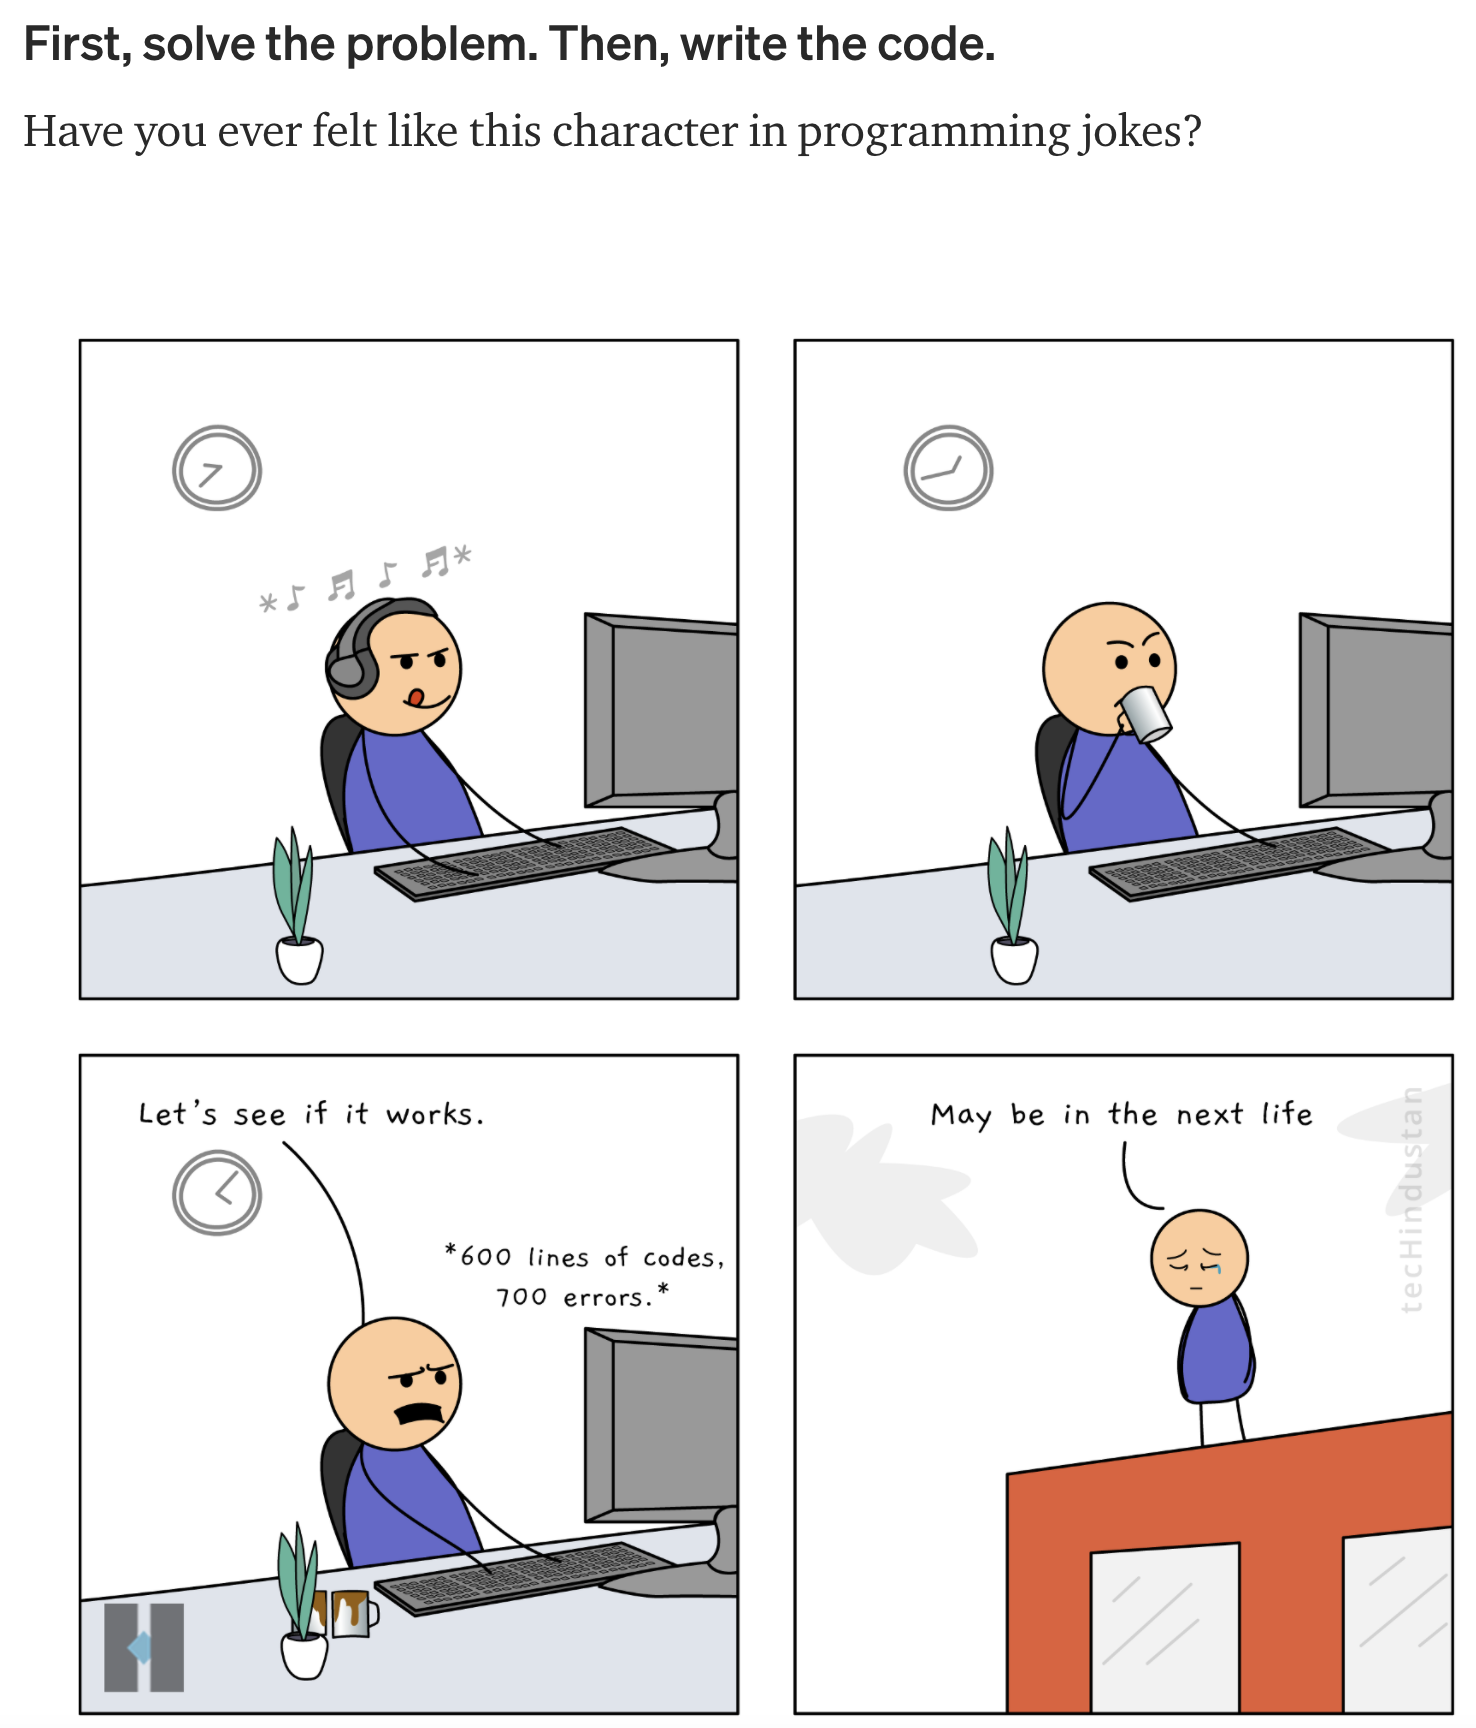 First, solve the problem. Then, write the code.
Have you ever felt like this character in programming jokes?
Let's see if it works.
*600 lines of codes,
700 errors.*
May be in the next life
tecHindustan